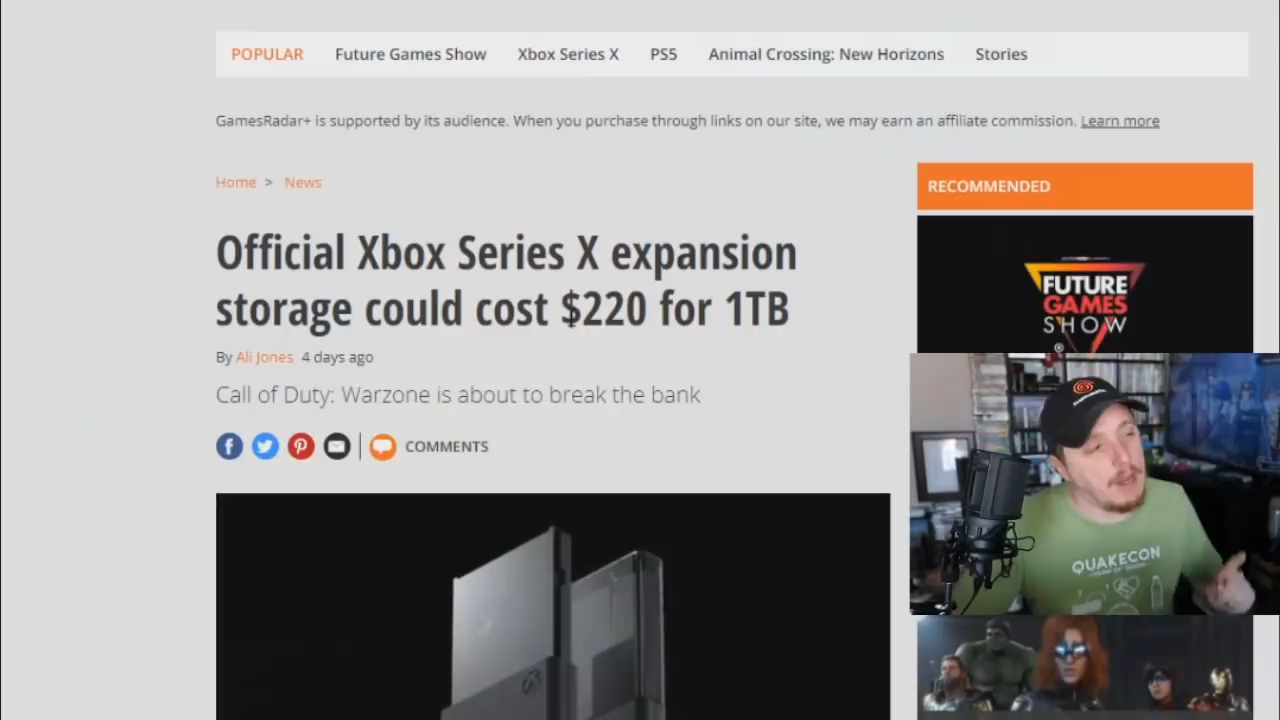 POPULAR Future Games Show Xbox Series X PS5 Animal Crossing: New Horizons Stories
GamesRadar+ is supported by its audience. When you purchase through links on our site, we may earn an affiliate commission. Learn more
Home > News
Official Xbox Series X expansion
storage could cost $220 for 1TB
By Ali Jones 4 days ago
Call of Duty: Warzone is about to break the bank
COMMENTS
RECOMMENDED
FUTURE
GAMES
SHOW
QUAKECON